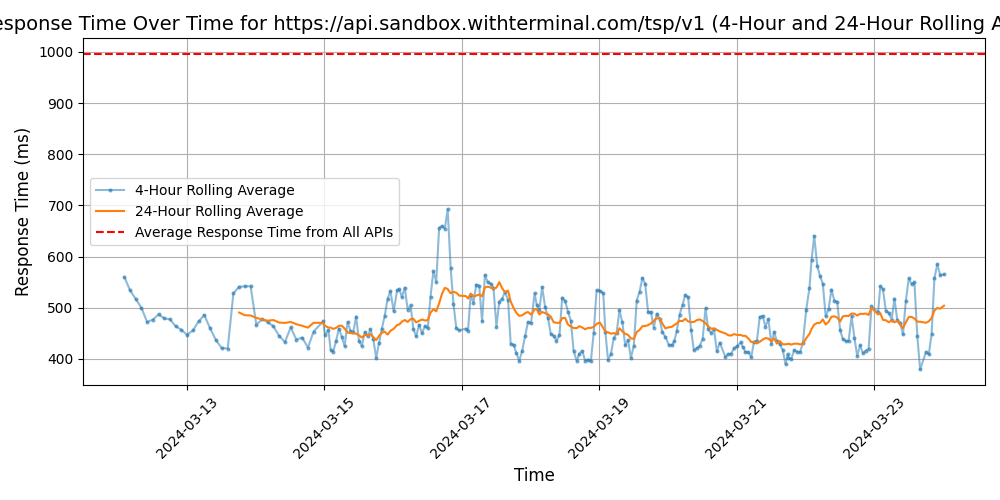 esponse Time Over Time for https://api.sandbox.withterminal.com/tsp/v1 (4-Hour and 24-Hour Rolling A
1000
900
800
700
600
500
400
Response Time (ms)
4-Hour Rolling Average
24-Hour Rolling Average
Average Response Time from All APIs
2024-03-13
2024-03-15
2024-03-17
2024-03-19
2024-03-21
2024-03-23
Time